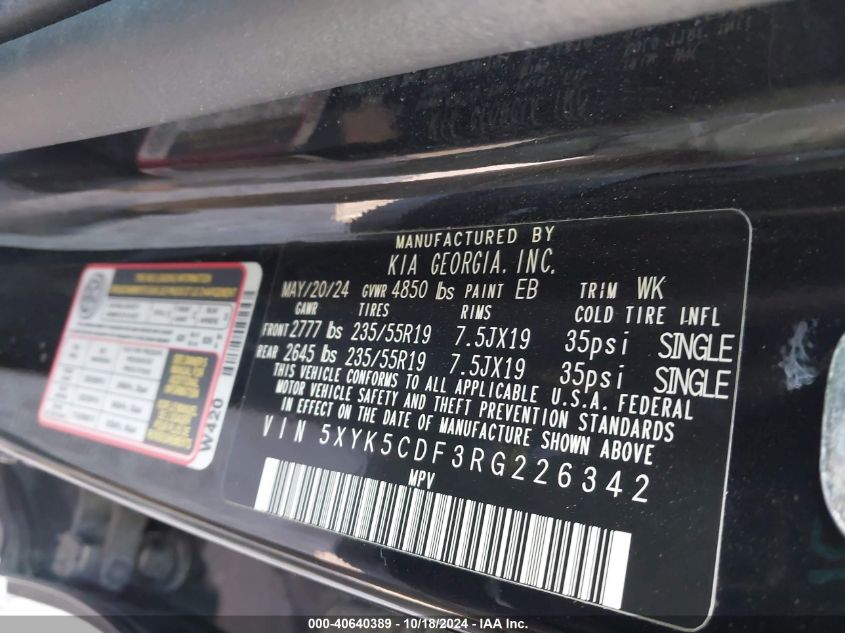 MANUFACTURED BY
KIA GEORGIA, INC.
MAY/20/24 GVWR 4850 lbs PAINT EB TRIM WK
GAWR TIRES RIMS COLD TIRE INFL
FRONT 2777 lbs 235/55R19 7.5JX19 35psi SINGLE
REAR 2645 lbs 235/55R19 7.5JX19 35psi SINGLE
THIS VEHICLE CONFORMS TO ALL APPLICABLE U.S.A. FEDERAL
MOTOR VEHICLE SAFETY AND THEFT PREVENTION STANDARDS
IN EFFECT ON THE DATE OF MANUFACTURE SHOWN ABOVE
VIN 5XYK5CDF3RG226342
MPV
W420
000-40640389 - 10/18/2024 - IAA Inc.